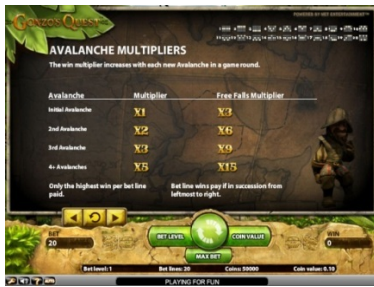 GONZO'S QUEST
POWERED BY NET ENTERTAINMENT
AVALANCHE MULTIPLIERS
The win multiplier increases with each new Avalanche in a game round.
Avalanche Multiplier Free Falls Multiplier
Initial Avalanche X1 X3
2nd Avalanche X2 X6
3rd Avalanche X3 X9
4+ Avalanches X5 X15
Only the highest win per bet line paid.
Bet line wins pay if in succession from leftmost to right.
BET
20
BET LEVEL
COIN VALUE
MAX BET
WIN
0
Bet level: 1 Bet lines: 20 Coins: 50000 Coin value: 0.10
PLAYING FOR FUN